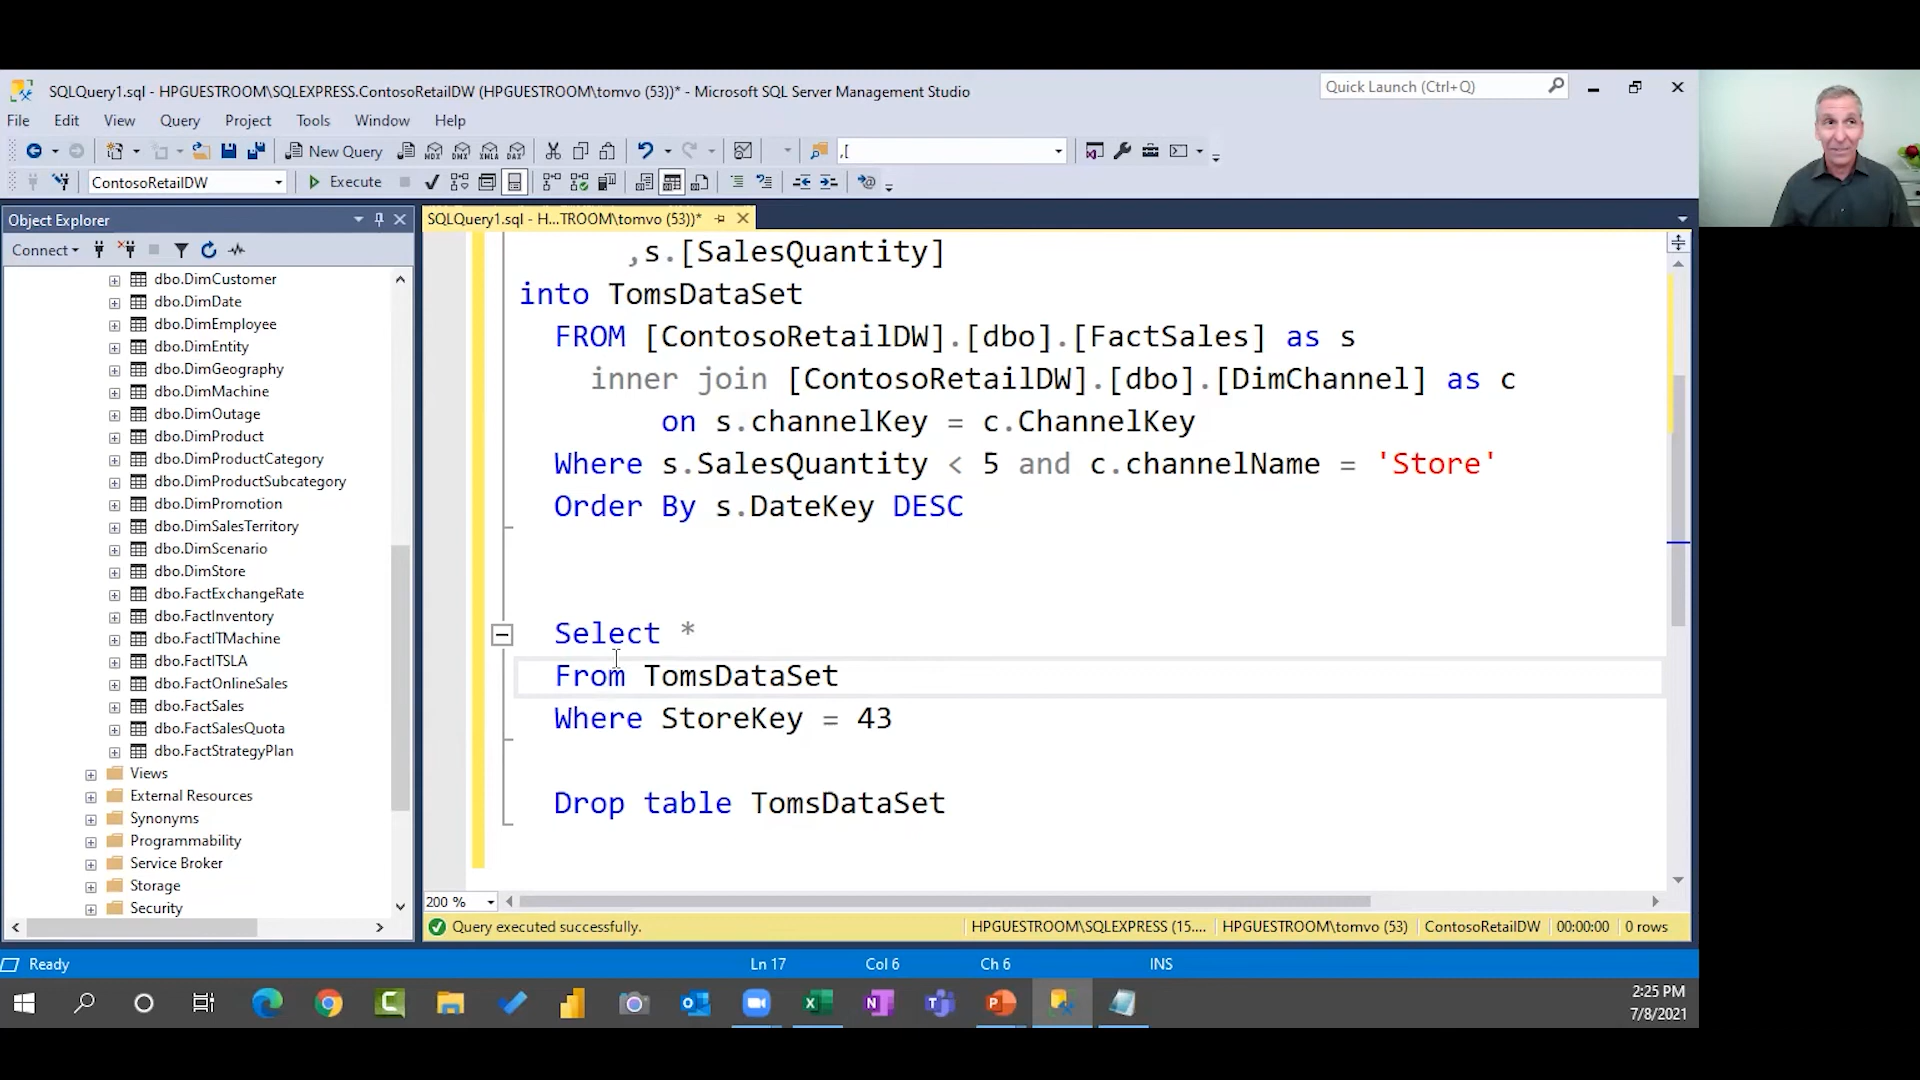 SQLQuery1.sql - HPGUESTROOM\SQLEXPRESS.ContosoRetailDW (HPGUESTROOM\tomvo (53))* - Microsoft SQL Server Management Studio
Quick Launch (Ctrl+Q)
File Edit View Query Project Tools Window Help
New Query
MDX DMX XMLA DAX
,[
ContosoRetailDW
Execute
Object Explorer
Connect
dbo.DimCustomer
dbo.DimDate
dbo.DimEmployee
dbo.DimEntity
dbo.DimGeography
dbo.DimMachine
dbo.DimOutage
dbo.DimProduct
dbo.DimProductCategory
dbo.DimProductSubcategory
dbo.DimPromotion
dbo.DimSalesTerritory
dbo.DimScenario
dbo.DimStore
dbo.FactExchangeRate
dbo.FactInventory
dbo.FactITMachine
dbo.FactITSLA
dbo.FactOnlineSales
dbo.FactSales
dbo.FactSalesQuota
dbo.FactStrategyPlan
Views
External Resources
Synonyms
Programmability
Service Broker
Storage
Security
SQLQuery1.sql - H...TROOM\tomvo (53))*
,s.[SalesQuantity]
into TomsDataSet
FROM [ContosoRetailDW].[dbo].[FactSales] as s
inner join [ContosoRetailDW].[dbo].[DimChannel] as c
on s.channelKey = c.ChannelKey
Where s.SalesQuantity < 5 and c.channelName = 'Store'
Order By s.DateKey DESC
Select *
From TomsDataSet
Where StoreKey = 43
Drop table TomsDataSet
200 %
Query executed successfully.
HPGUESTROOM\SQLEXPRESS (15.... HPGUESTROOM\tomvo (53) ContosoRetailDW 00:00:00 0 rows
Ready
Ln 17 Col 6 Ch 6 INS
2:25 PM
7/8/2021